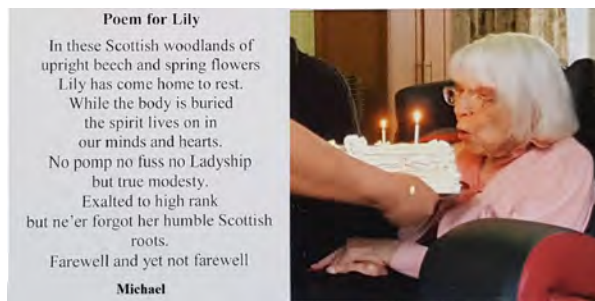 Poem for Lily
In these Scottish woodlands of
upright beech and spring flowers
Lily has come home to rest.
While the body is buried
the spirit lives on in
our minds and hearts.
No pomp no fuss no Ladyship
but true modesty.
Exalted to high rank
but ne'er forgot her humble Scottish
roots.
Farewell and yet not farewell
Michael